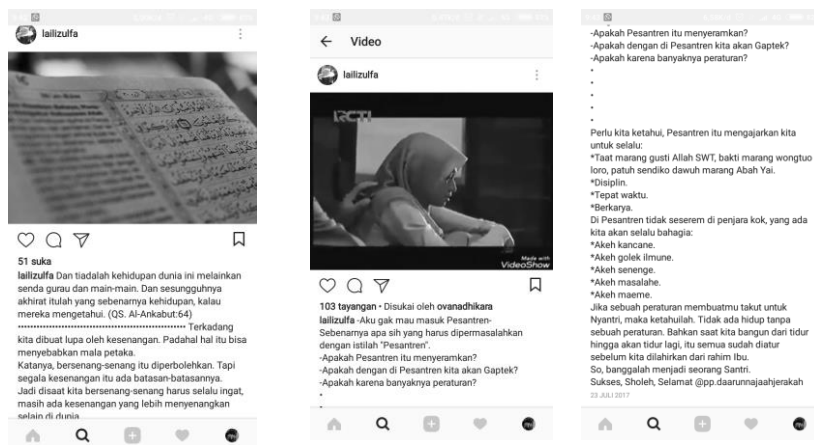 lailizulfa
51 suka
lailizulfa Dan tiadalah kehidupan dunia ini melainkan
senda gurau dan main-main. Dan sesungguhnya
akhirat itulah yang sebenarnya kehidupan, kalau
mereka mengetahui. (QS. Al-Ankabut:64)
Terkadang
kita dibuat lupa oleh kesenangan. Padahal hal itu bisa
menyebabkan mala petaka.
Katanya, bersenang-senang itu diperbolehkan. Tapi
segala kesenangan itu ada batasan-batasannya.
Jadi disaat kita bersenang-senang harus selalu ingat,
masih ada kesenangan yang lebih menyenangkan
selain di dunia
Video
lailizulfa
RCTI
Made with
VideoShow
103 tayangan • Disukai oleh ovanadhikara
lailizulfa -Aku gak mau masuk Pesantren-
Sebenarnya apa sih yang harus dipermasalahkan
dengan istilah "Pesantren".
-Apakah Pesantren itu menyeramkan?
-Apakah dengan di Pesantren kita akan Gaptek?
-Apakah karena banyaknya peraturan?
-Apakah Pesantren itu menyeramkan?
-Apakah dengan di Pesantren kita akan Gaptek?
-Apakah karena banyaknya peraturan?
Perlu kita ketahui, Pesantren itu mengajarkan kita
untuk selalu:
*Taat marang gusti Allah SWT, bakti marang wongtuo
loro, patuh sendiko dawuh marang Abah Yai.
*Disiplin.
*Tepat waktu.
*Berkarya.
Di Pesantren tidak seserem di penjara kok, yang ada
kita akan selalu bahagia:
*Akeh kancane.
*Akeh golek ilmune.
*Akeh senenge.
*Akeh masalahe.
*Akeh maeme.
Jika sebuah peraturan membuatmu takut untuk
Nyantri, maka ketahuilah. Tidak ada hidup tanpa
sebuah peraturan. Bahkan saat kita bangun dari tidur
hingga akan tidur lagi, itu semua sudah diatur
sebelum kita dilahirkan dari rahim Ibu.
So, banggalah menjadi seorang Santri.
Sukses, Sholeh, Selamat @pp.daarunnajaahjerakah
23 JULI 2017